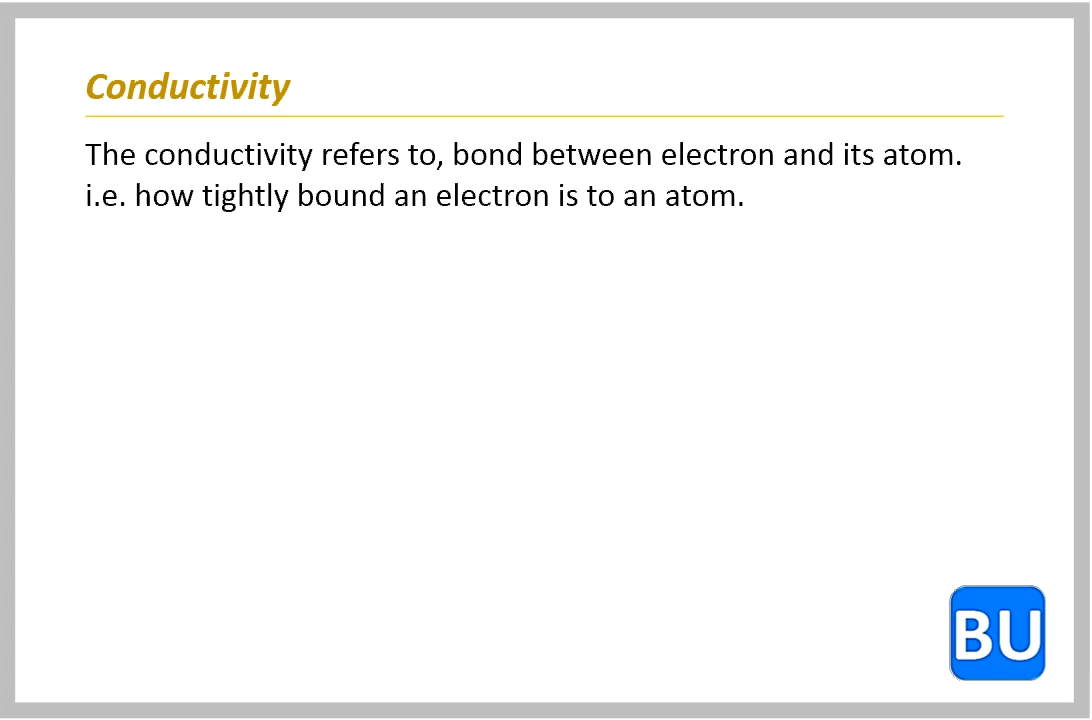 Conductivity
The conductivity refers to, bond between electron and its atom.
i.e. how tightly bound an electron is to an atom.
BU